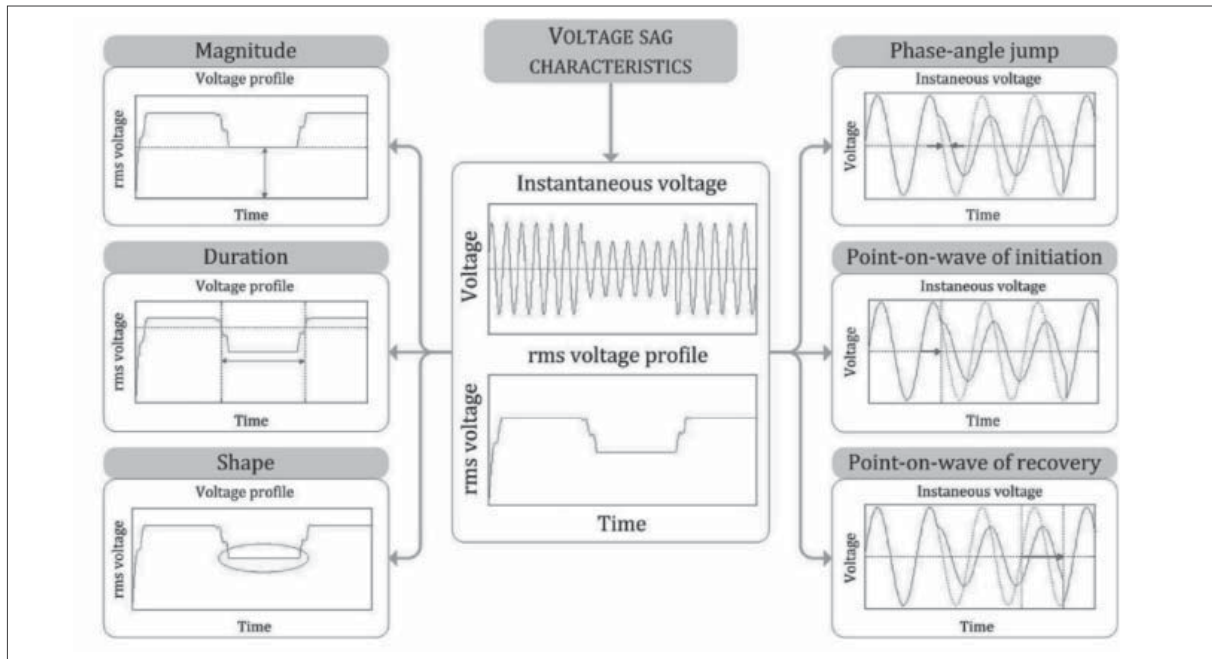 VOLTAGE SAG
CHARACTERISTICS
Magnitude
Voltage profile
rms voltage
Time
Duration
Voltage profile
rms voltage
Time
Shape
Voltage profile
rms voltage
Time
Instantaneous voltage
Voltage
rms voltage profile
rms voltage
Time
Phase-angle jump
Instaneous voltage
Voltage
Time
Point-on-wave of initiation
Instaneous voltage
Voltage
Time
Point-on-wave of recovery
Instaneous voltage
Voltage
Time